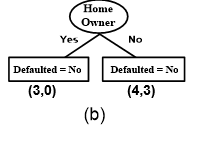 Home
Owner
Yes No
Defaulted = No Defaulted = No
(3,0) (4,3)
(b)